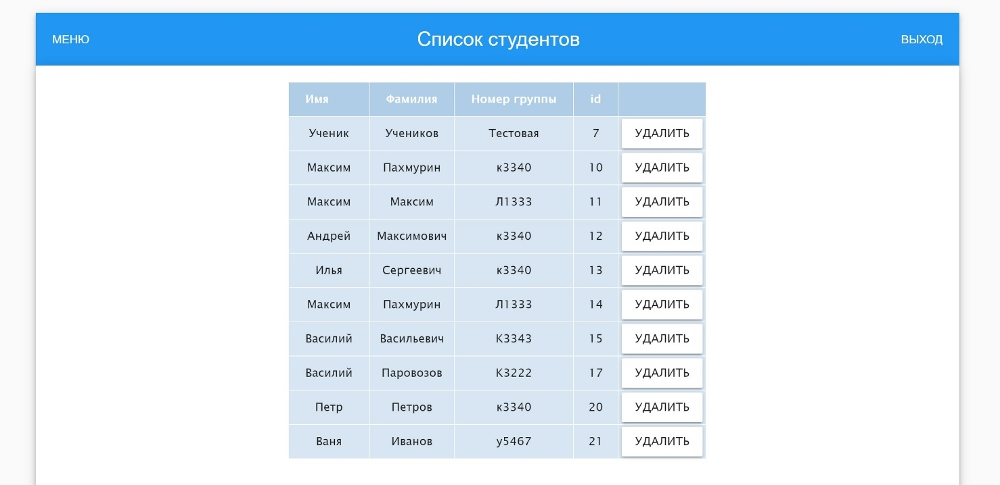 МЕНЮ Список студентов ВЫХОД
Имя Фамилия Номер группы id
Ученик Учеников Тестовая 7 УДАЛИТЬ
Максим Пахмурин к3340 10 УДАЛИТЬ
Максим Максим Л1333 11 УДАЛИТЬ
Андрей Максимович к3340 12 УДАЛИТЬ
Илья Сергеевич к3340 13 УДАЛИТЬ
Максим Пахмурин Л1333 14 УДАЛИТЬ
Василий Васильевич К3343 15 УДАЛИТЬ
Василий Паровозов К3222 17 УДАЛИТЬ
Петр Петров к3340 20 УДАЛИТЬ
Ваня Иванов у5467 21 УДАЛИТЬ